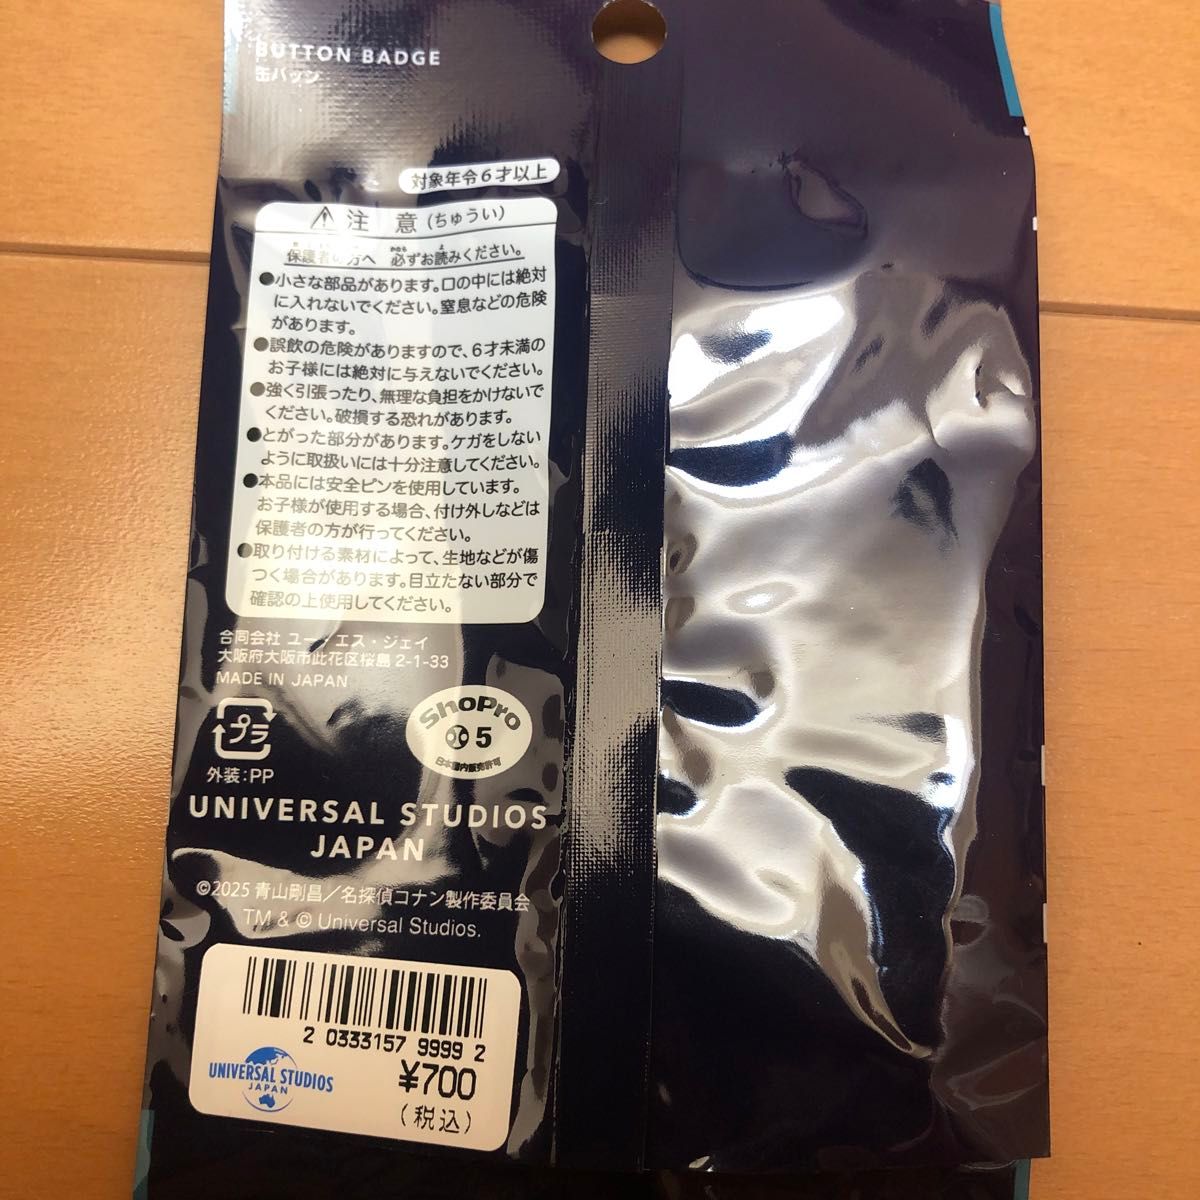 BUTTON BADGE
缶バッジ
対象年令6才以上
注 意 (ちゅうい)
保護者の方へ 必ずお読みください。
●小さな部品があります。口の中には絶対
に入れないでください。窒息などの危険
があります。
●誤飲の危険がありますので、6才未満の
お子様には絶対に与えないでください。
●強く引張ったり、無理な負担をかけないで
ください。破損する恐れがあります。
●とがった部分があります。ケガをしない
ように取扱いには十分注意してください。
●本品には安全ピンを使用しています。
お子様が使用する場合、付け外しなどは
保護者の方が行ってください。
●取り付ける素材によって、生地などが傷
つく場合があります。目立たない部分で
確認の上使用してください。
合同会社 ユー・エス・ジェイ
大阪府大阪市此花区桜島2-1-33
MADE IN JAPAN
プラ
外装:PP
ShoPro
5
日本国内販売許可
UNIVERSAL STUDIOS
JAPAN
©2025 青山剛昌/名探偵コナン製作委員会
TM & © Universal Studios.
2 0333157 9999 2
UNIVERSAL STUDIOS
JAPAN
¥700
(税込)